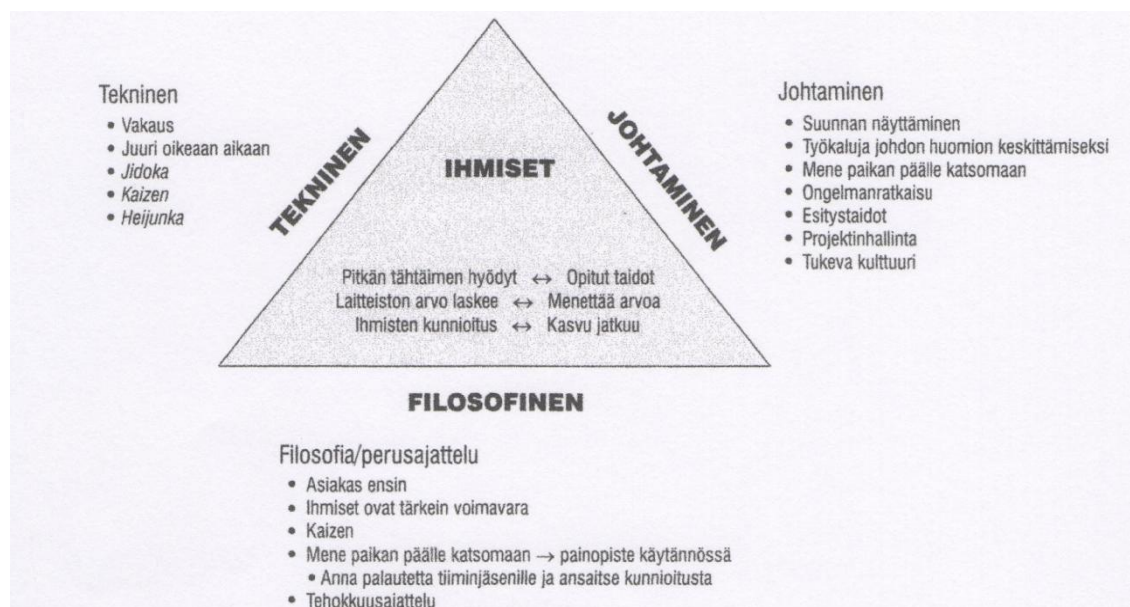 Tekninen
• Vakaus
• Juuri oikeaan aikaan
• Jidoka
• Kaizen
• Heijunka
TEKNINEN
IHMISET
JOHTAMINEN
Johtaminen
• Suunnan näyttäminen
• Työkaluja johdon huomion keskittämiseksi
• Mene paikan päälle katsomaan
• Ongelmanratkaisu
• Esitystaidot
• Projektinhallinta
• Tukeva kulttuuri
Pitkän tähtäimen hyödyt ↔ Opitut taidot
Laitteiston arvo laskee ↔ Menettää arvoa
Ihmisten kunnioitus ↔ Kasvu jatkuu
FILOSOFINEN
Filosofia/perusajattelu
• Asiakas ensin
• Ihmiset ovat tärkein voimavara
• Kaizen
• Mene paikan päälle katsomaan → painopiste käytännössä
• Anna palautetta tiiminjäsenille ja ansaitse kunnioitusta
• Tehokkuusajattelu